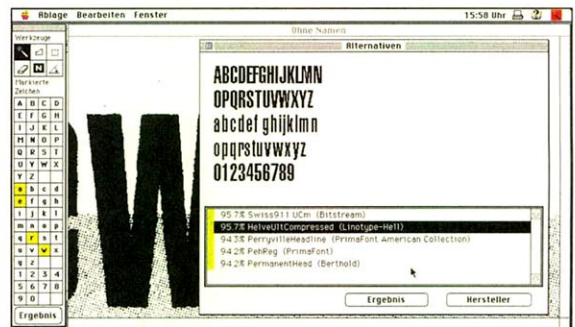 Ablage Bearbeiten Fenster
15:58 Uhr
Ohne Namen
Werkzeuge
N
Markierte
Zeichen
A B C D
E F G H
I J K L
M N O P
Q R S T
U V W X
Y Z
a b c d
e f g h
i j k l
m n o p
q r s t
u v w x
y z
1 2 3 4
5 6 7 8
9 0
Ergebnis
W
Alternativen
ABCDEFGHIJKLMN
OPQRSTUVWXYZ
abcdef ghijklmn
opqrstuvwxyz
0123456789
95.7% Swiss911 UCm (Bitstream)
95.7% HelveUltCompressed (Linotype-Hell)
94.3% PerryvilleHeadline (PrimaFont American Collection)
94.2% PehReg (PrimaFont)
94.2% PermanentHead (Berthold)
Ergebnis
Hersteller